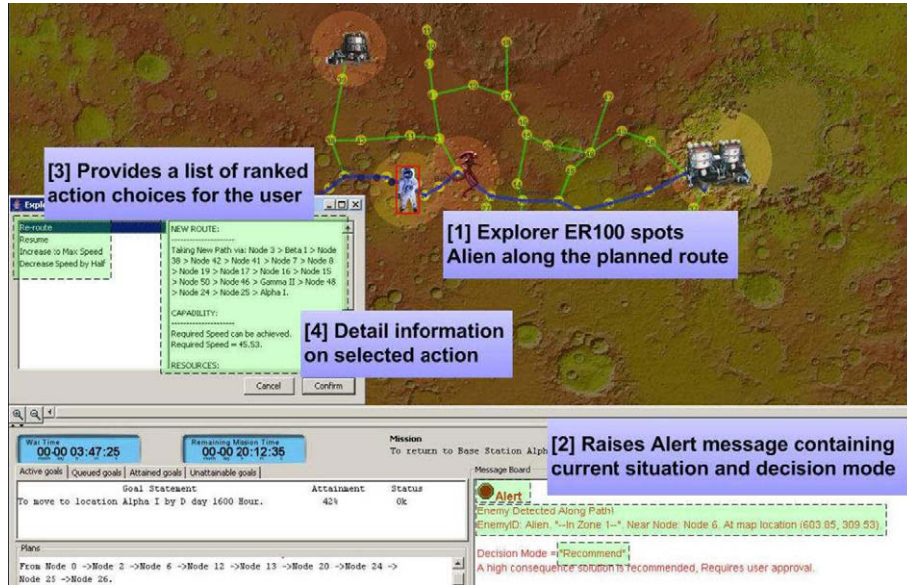 [3] Provides a list of ranked
action choices for the user
[1] Explorer ER100 spots
Alien along the planned route
Re-route
Resume
Increase to Max Speed
Decrease Speed by Half
NEW ROUTE:
Taking New Path via: Node 3 > Beta 1 > Node
38 > Node 42 > Node 41 > Node 7 > Node 8
> Node 19 > Node 17 > Node 16 > Node 15
> Node 50 > Node 46 > Gamma II > Node 48
> Node 24 > Node 25 > Alpha I.
CAPABILITY:
Required Speed can be achieved.
Required Speed = 45.53.
RESOURCES:
[4] Detail information
on selected action
Cancel
Confirm
War Time
00-00 03:47:25
Remaining Mission Time
00-00 20:12:35
Mission
To return to Base Station Alph
[2] Raises Alert message containing
current situation and decision mode
Active goals
Queued goals
Attained goals
Unattainable goals
Goal Statement Attainment Status
To move to location Alpha I by D day 1600 Hour. 42% Ok
Plans
From Node 0 ->Node 2 ->Node 6 ->Node 12 ->Node 13 ->Node 20 ->Node 24 ->
Node 25 ->Node 26.
Message Board
Alert
Enemy Detected Along Path!
EnemyID: Alien. "--In Zone 1--". Near Node: Node 6. At map location (603.85, 309.53).
Decision Mode = "Recommend"
A high consequence solution is recommended, Requires user approval.